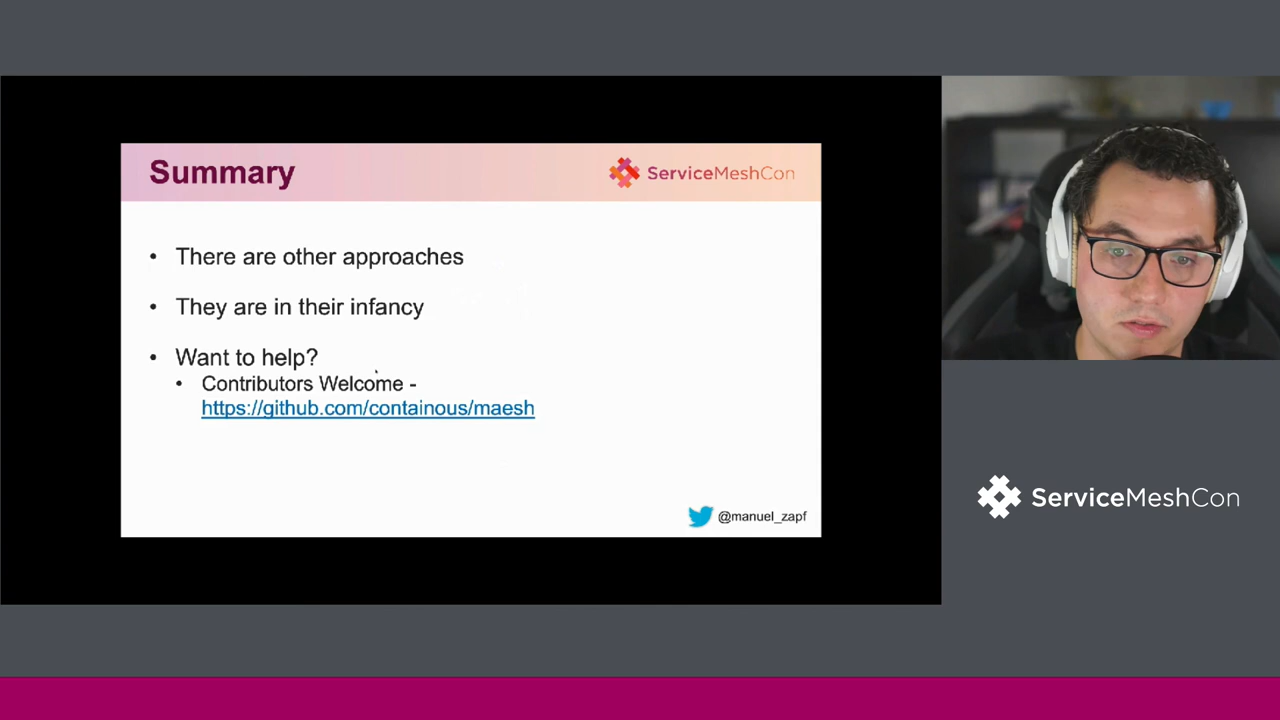 Summary
ServiceMeshCon
• There are other approaches
• They are in their infancy
• Want to help?
• Contributors Welcome -
https://github.com/containous/maesh
@manuel_zapf
ServiceMeshCon